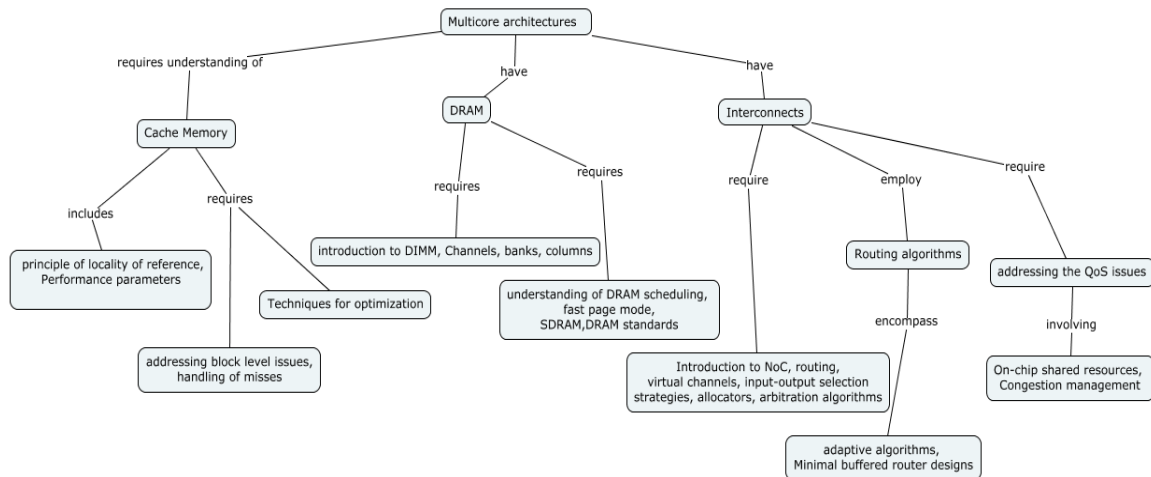 Multicore architectures
requires understanding of
have
have
DRAM
Interconnects
Cache Memory
requires
requires
require
employ
require
includes
requires
introduction to DIMM, Channels, banks, columns
Routing algorithms
principle of locality of reference,
Performance parameters
addressing the QoS issues
Techniques for optimization
understanding of DRAM scheduling,
fast page mode,
SDRAM,DRAM standards
encompass
involving
addressing block level issues,
handling of misses
Introduction to NoC, routing,
virtual channels, input-output selection
strategies, allocators, arbitration algorithms
On-chip shared resources,
Congestion management
adaptive algorithms,
Minimal buffered router designs